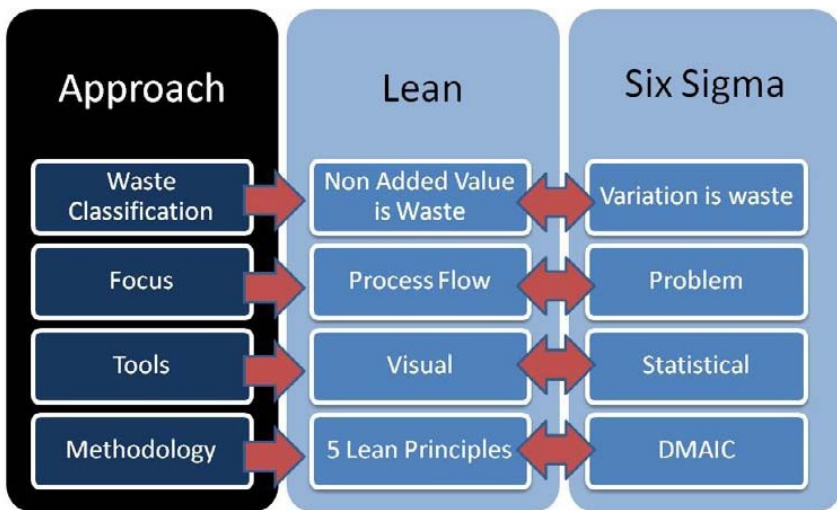 Approach
Lean
Six Sigma
Waste
Classification
Non Added Value
is Waste
Variation is waste
Focus
Process Flow
Problem
Tools
Visual
Statistical
Methodology
5 Lean Principles
DMAIC